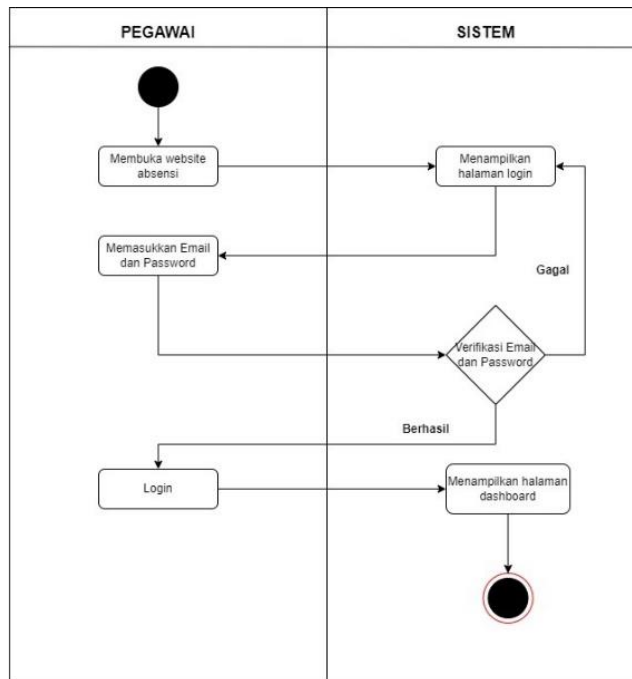 PEGAWAI
SISTEM
Membuka website
absensi
Menampilkan
halaman login
Memasukkan Email
dan Password
Gagal
Verifikasi Email
dan Password
Berhasil
Login
Menampilkan halaman
dashboard